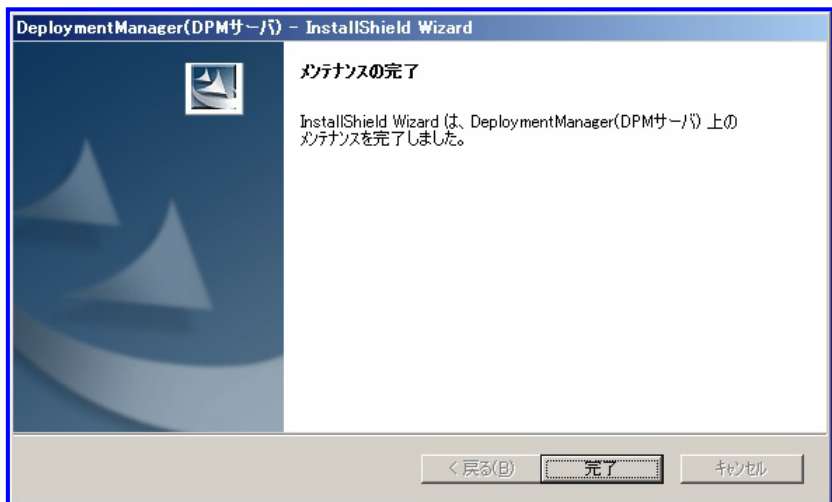 DeploymentManager(DPMサーバ) - InstallShield Wizard
メンテナンスの完了
InstallShield Wizard は、DeploymentManager(DPMサーバ) 上の
メンテナンスを完了しました。
< 戻る(B)
完了
キャンセル